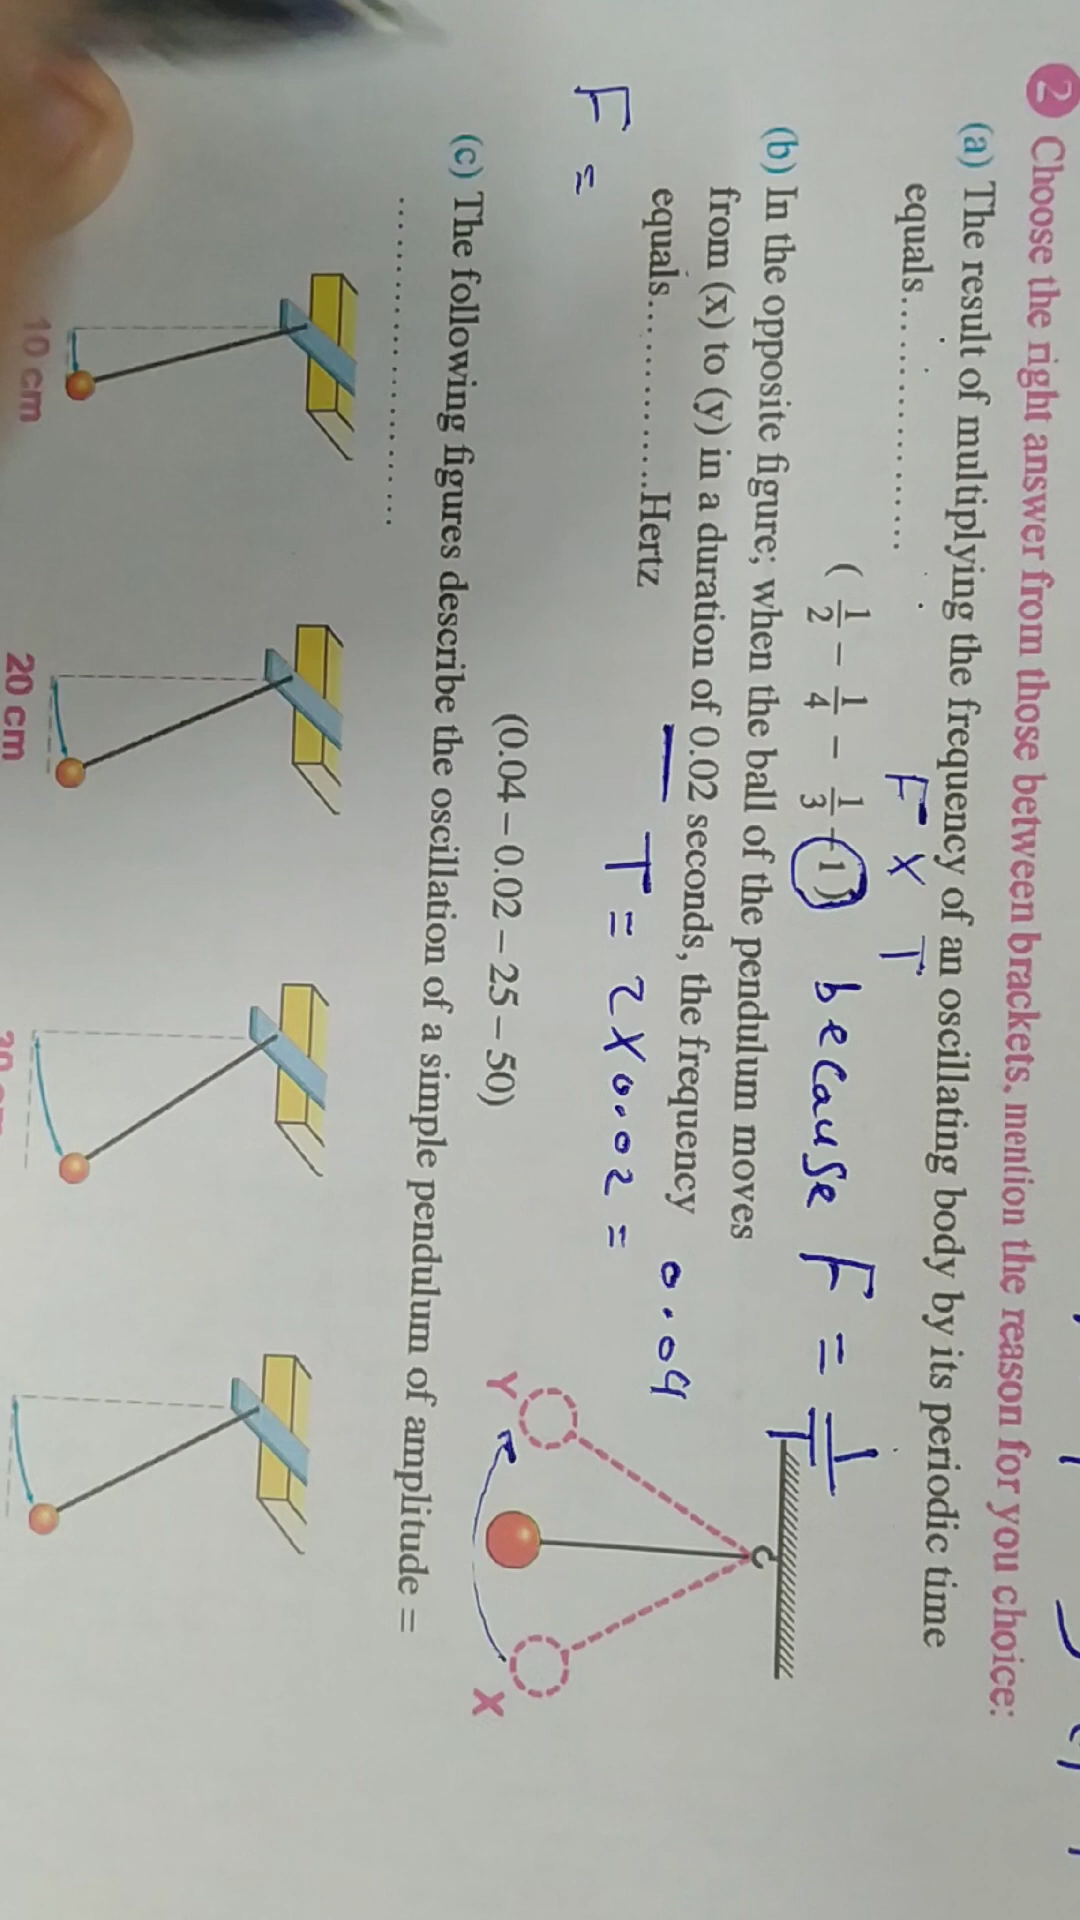 2 Choose the right answer from those between brackets, mention the reason for you choice:
(a) The result of multiplying the frequency of an oscillating body by its periodic time
equals.....................
F X T
( 1/2 - 1/4 - 1/3 - 1 ) because F = 1/T
(b) In the opposite figure; when the ball of the pendulum moves
from (x) to (y) in a duration of 0.02 seconds, the frequency
equals.................Hertz
T = 2 X 0.02 = 0.04
F =
(0.04 – 0.02 – 25 – 50)
Y
X
(c) The following figures describe the oscillation of a simple pendulum of amplitude =
............................
10 cm
20 cm